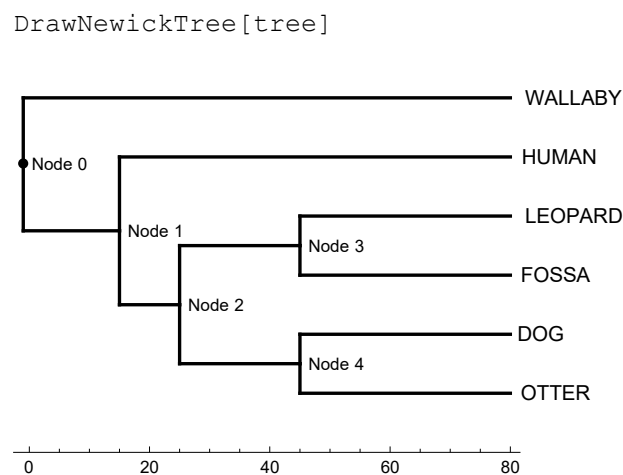 DrawNewickTree[tree]
WALLABY
Node 0
HUMAN
LEOPARD
Node 1
Node 3
FOSSA
Node 2
DOG
Node 4
OTTER
0 20 40 60 80